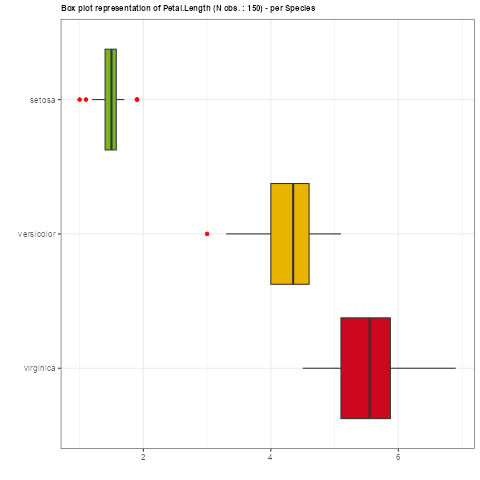 Box plot representation of Petal.Length (N obs. : 150) - per Species
setosa
versicolor
virginica
2 4 6